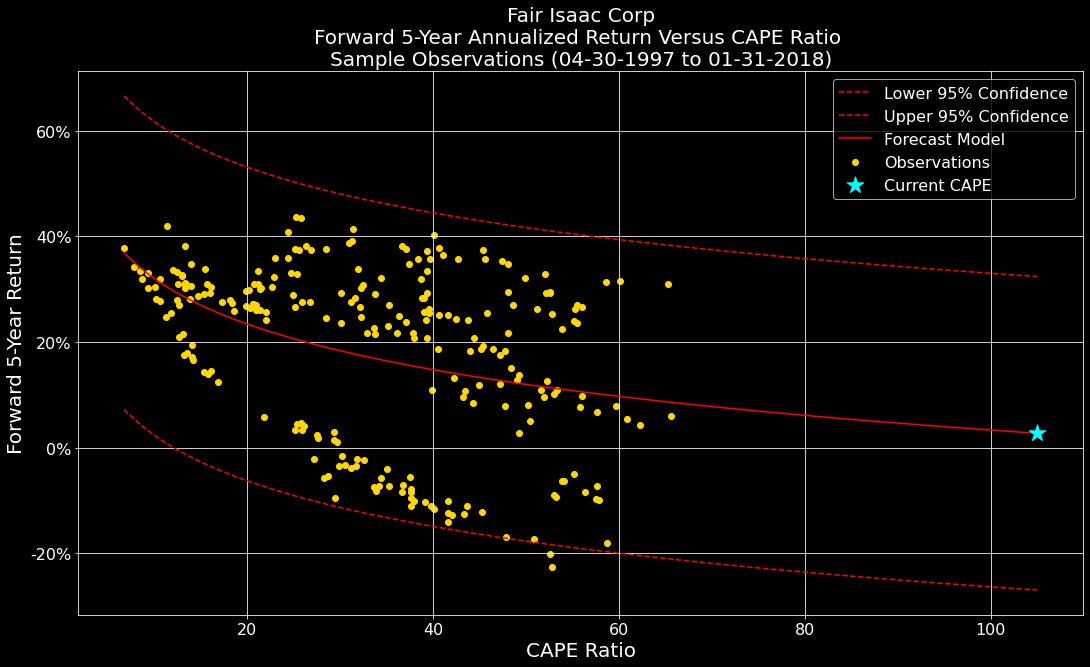 Fair Isaac Corp
Forward 5-Year Annualized Return Versus CAPE Ratio
Sample Observations (04-30-1997 to 01-31-2018)
Lower 95% Confidence
Upper 95% Confidence
Forecast Model
Observations
Current CAPE
Forward 5-Year Return
60%
40%
20%
0%
-20%
20
40
60
80
100
CAPE Ratio